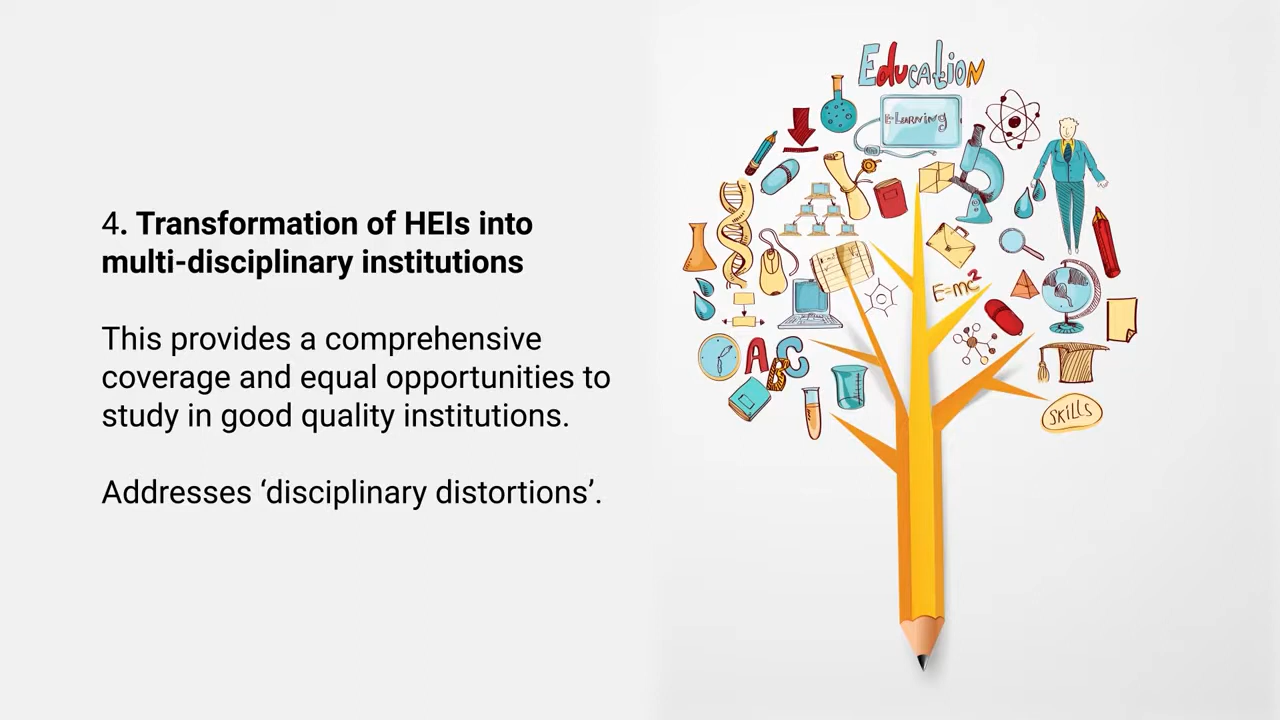 4. Transformation of HEIs into
multi-disciplinary institutions
This provides a comprehensive
coverage and equal opportunities to
study in good quality institutions.
Addresses ‘disciplinary distortions’.
Education
E-Learning
E=mc2
ABC
SKILLS